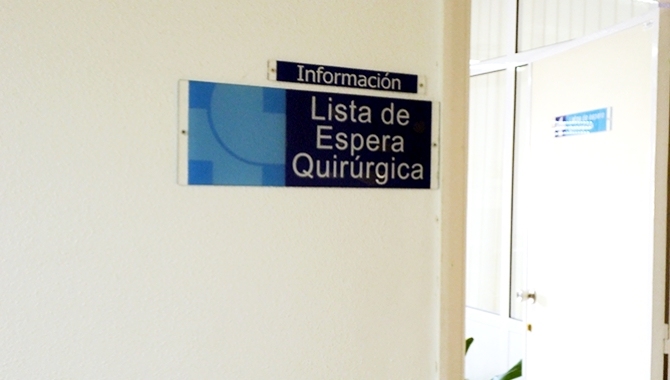 Información
Lista de
Espera
Quirúrgica